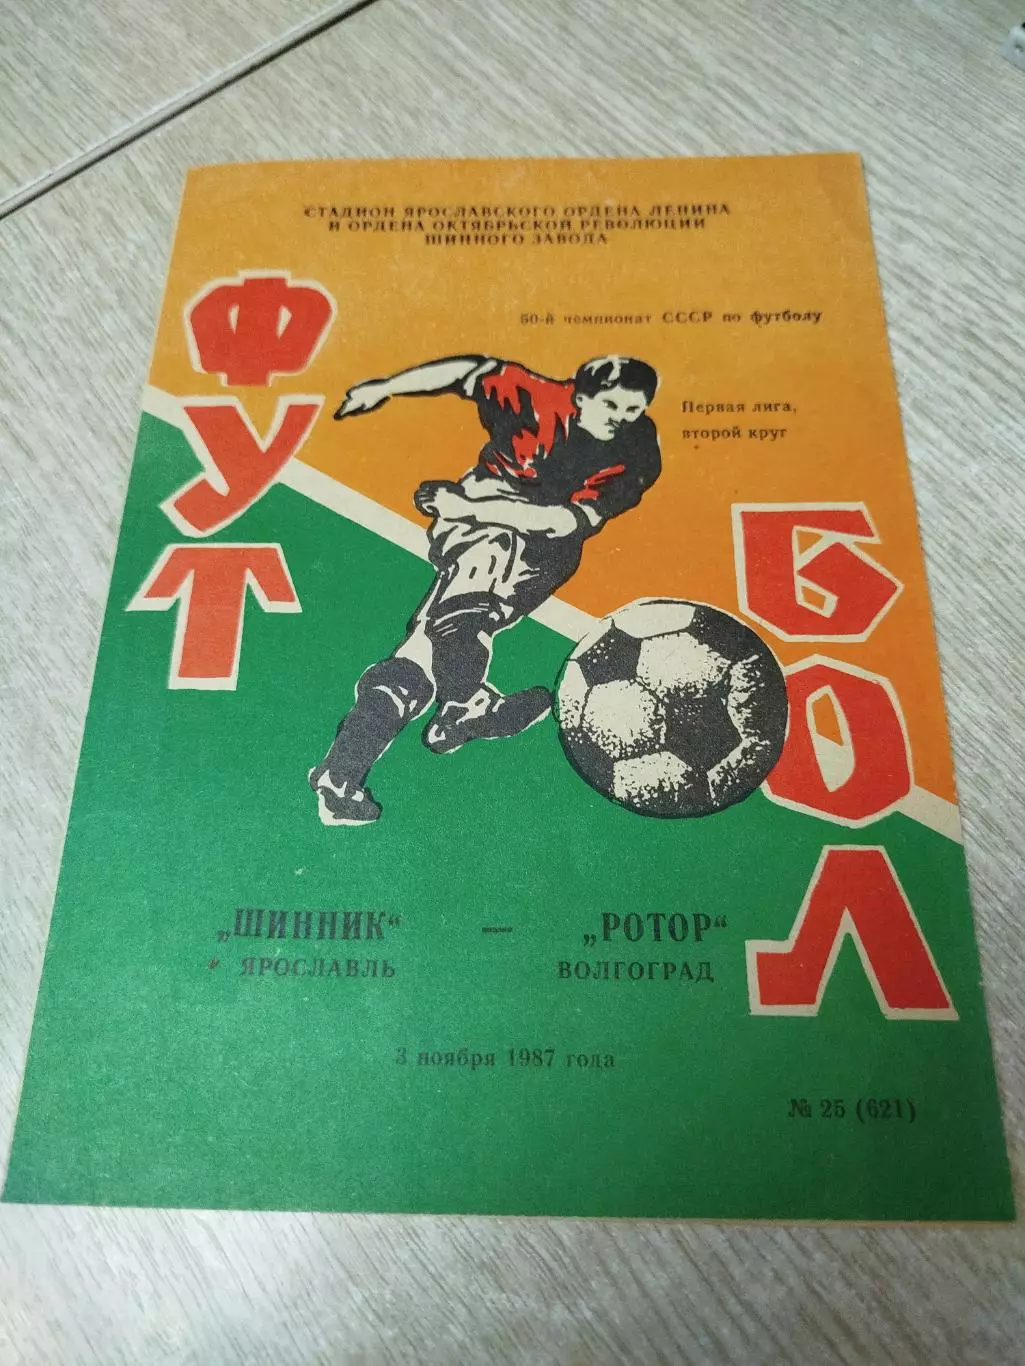 СТАДИОН ЯРОСЛАВСКОГО ОРДЕНА ЛЕНИНА
И ОРДЕНА ОКТЯБРЬСКОЙ РЕВОЛЮЦИИ
ШИННОГО ЗАВОДА
50-й чемпионат СССР по футболу
Первая лига,
второй круг
ФУТ
БОЛ
„ШИННИК“ — „РОТОР“
ЯРОСЛАВЛЬ ВОЛГОГРАД
3 ноября 1987 года
№ 25 (621)